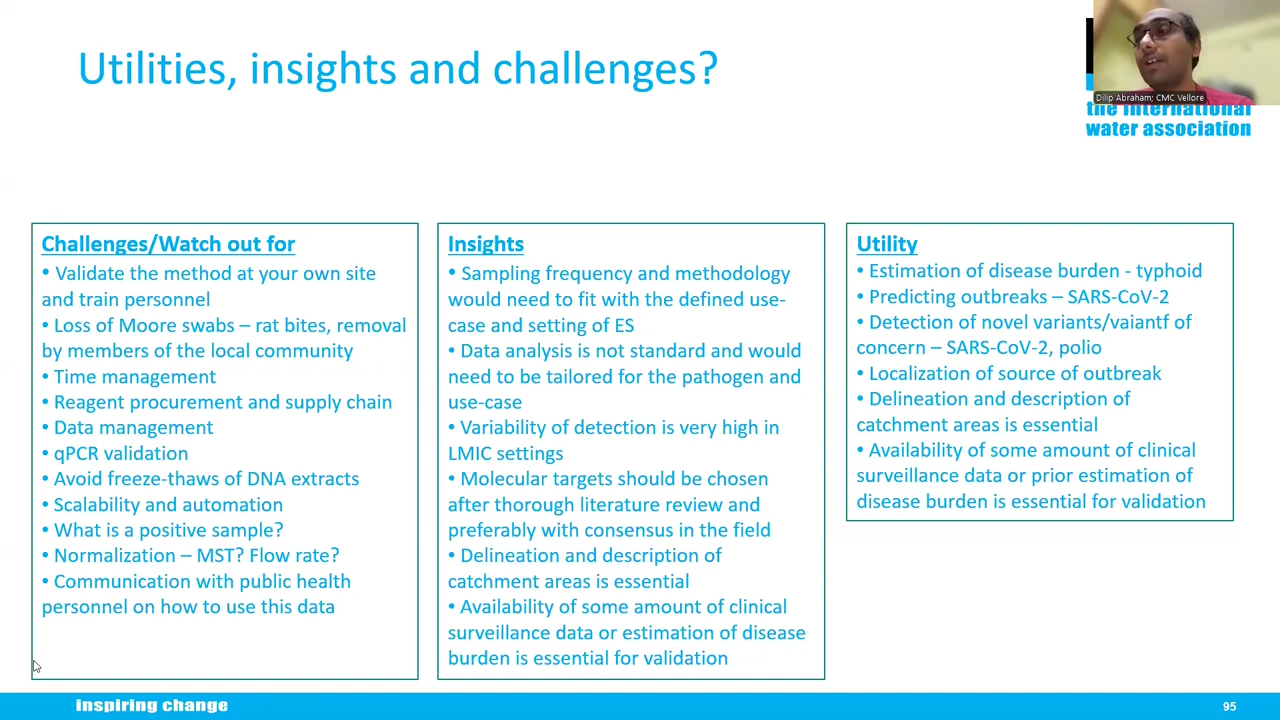 Utilities, insights and challenges?
Dilip Abraham; CMC Vellore
the international
water association
Challenges/Watch out for
• Validate the method at your own site
and train personnel
• Loss of Moore swabs – rat bites, removal
by members of the local community
• Time management
• Reagent procurement and supply chain
• Data management
• qPCR validation
• Avoid freeze-thaws of DNA extracts
• Scalability and automation
• What is a positive sample?
• Normalization – MST? Flow rate?
• Communication with public health
personnel on how to use this data
Insights
• Sampling frequency and methodology
would need to fit with the defined use-
case and setting of ES
• Data analysis is not standard and would
need to be tailored for the pathogen and
use-case
• Variability of detection is very high in
LMIC settings
• Molecular targets should be chosen
after thorough literature review and
preferably with consensus in the field
• Delineation and description of
catchment areas is essential
• Availability of some amount of clinical
surveillance data or estimation of disease
burden is essential for validation
Utility
• Estimation of disease burden - typhoid
• Predicting outbreaks – SARS-CoV-2
• Detection of novel variants/vaiantf of
concern – SARS-CoV-2, polio
• Localization of source of outbreak
• Delineation and description of
catchment areas is essential
• Availability of some amount of clinical
surveillance data or prior estimation of
disease burden is essential for validation
inspiring change
95